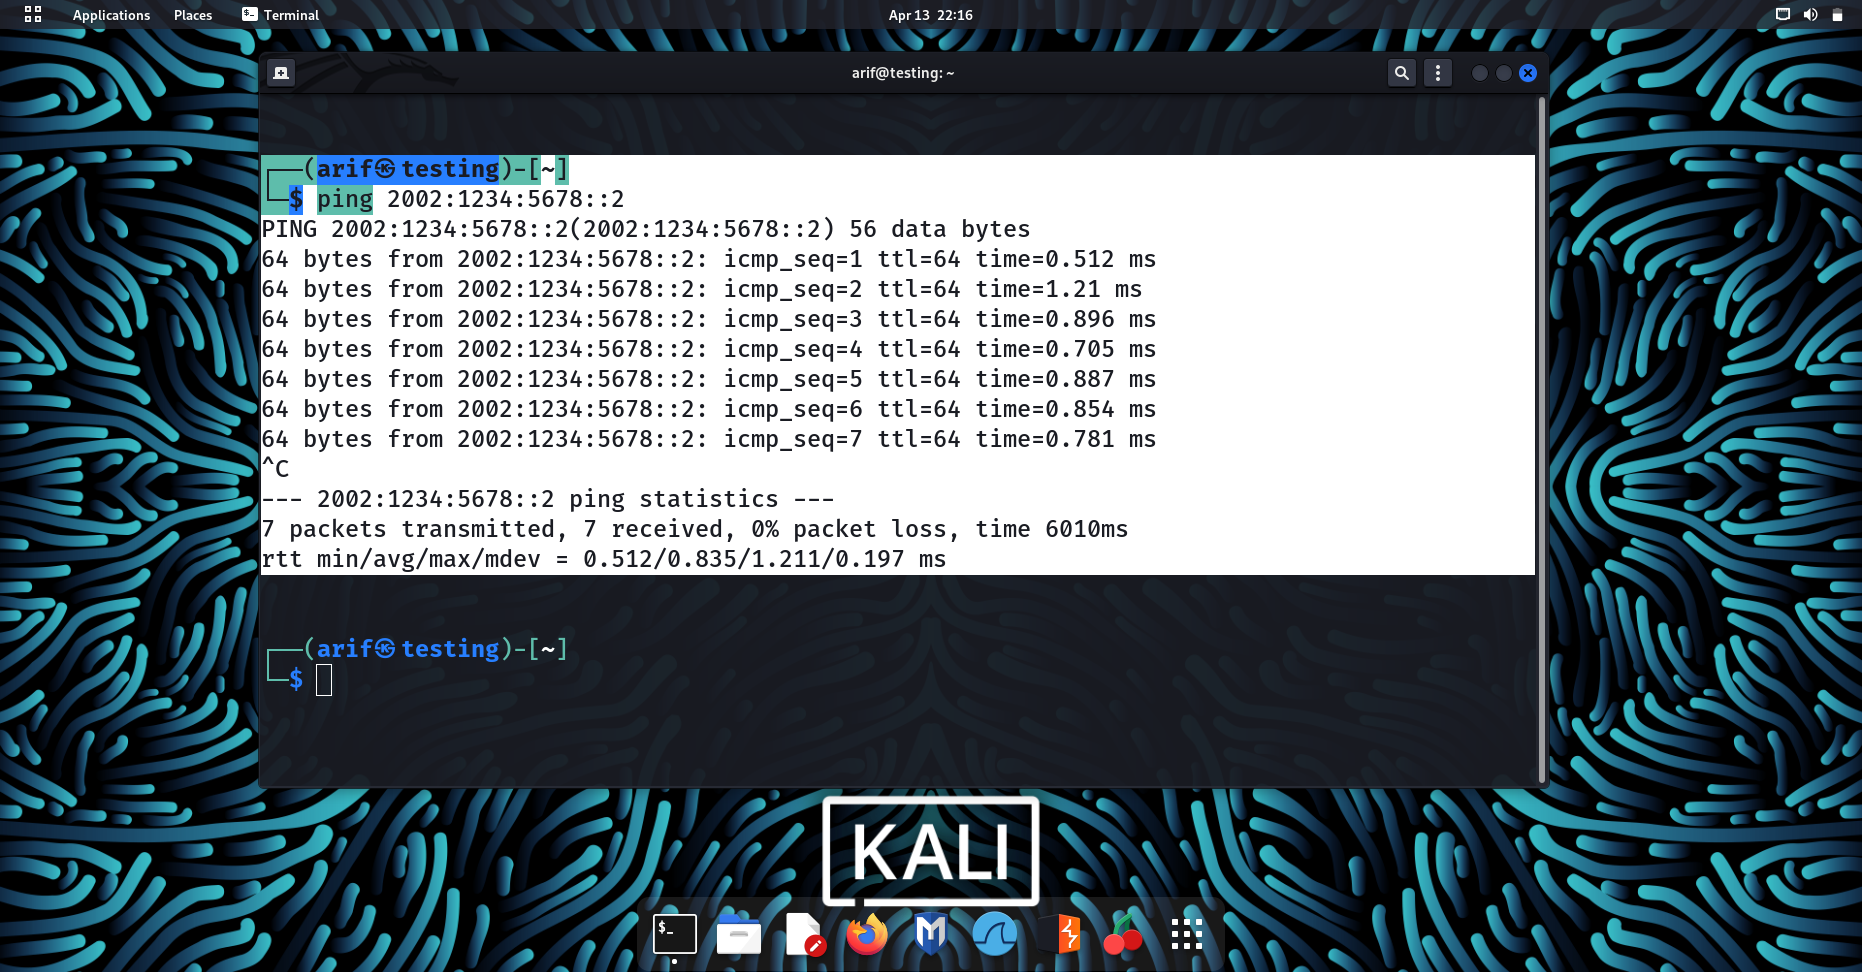 Applications Places Terminal Apr 13 22:16
arif@testing: ~
┌──(arif㉿testing)-[~]
└─$ ping 2002:1234:5678::2
PING 2002:1234:5678::2(2002:1234:5678::2) 56 data bytes
64 bytes from 2002:1234:5678::2: icmp_seq=1 ttl=64 time=0.512 ms
64 bytes from 2002:1234:5678::2: icmp_seq=2 ttl=64 time=1.21 ms
64 bytes from 2002:1234:5678::2: icmp_seq=3 ttl=64 time=0.896 ms
64 bytes from 2002:1234:5678::2: icmp_seq=4 ttl=64 time=0.705 ms
64 bytes from 2002:1234:5678::2: icmp_seq=5 ttl=64 time=0.887 ms
64 bytes from 2002:1234:5678::2: icmp_seq=6 ttl=64 time=0.854 ms
64 bytes from 2002:1234:5678::2: icmp_seq=7 ttl=64 time=0.781 ms
^C
--- 2002:1234:5678::2 ping statistics ---
7 packets transmitted, 7 received, 0% packet loss, time 6010ms
rtt min/avg/max/mdev = 0.512/0.835/1.211/0.197 ms
┌──(arif㉿testing)-[~]
└─$
KALI
$_